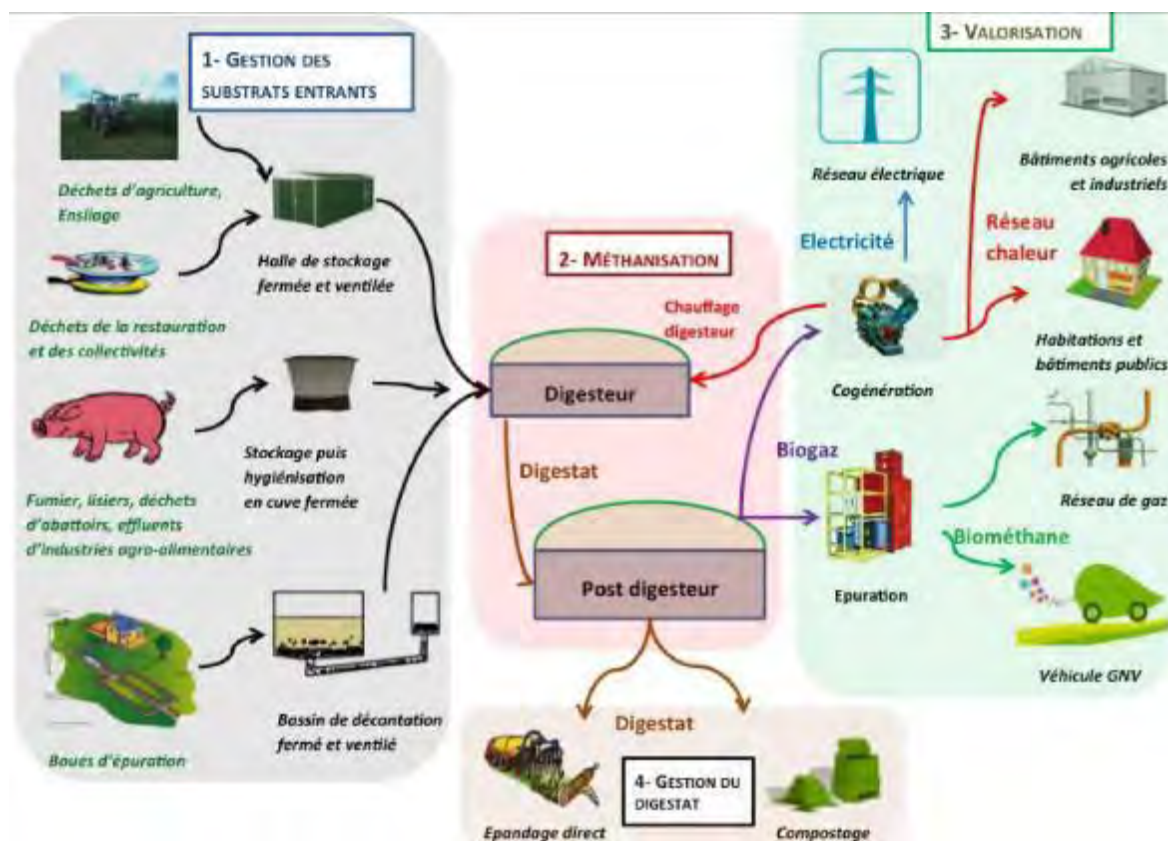 1- GESTION DES
SUBSTRATS ENTRANTS
Déchets d'agriculture,
Ensilage
Halle de stockage
fermée et ventilée
Déchets de la restauration
et des collectivités
Stockage puis
hygiénisation
en cuve fermée
Fumier, lisiers, déchets
d'abattoirs, effluents
d'industries agro-alimentaires
Bassin de décantation
fermé et ventilé
Boues d'épuration
2- MÉTHANISATION
Chauffage
digesteur
Digesteur
Digestat
Post digesteur
Biogaz
3- VALORISATION
Réseau électrique
Electricité
Cogénération
Bâtiments agricoles
et industriels
Réseau
chaleur
Habitations et
bâtiments publics
Réseau de gaz
Biométhane
Epuration
Véhicule GNV
Digestat
4- GESTION DU
DIGESTAT
Epandage direct
Compostage